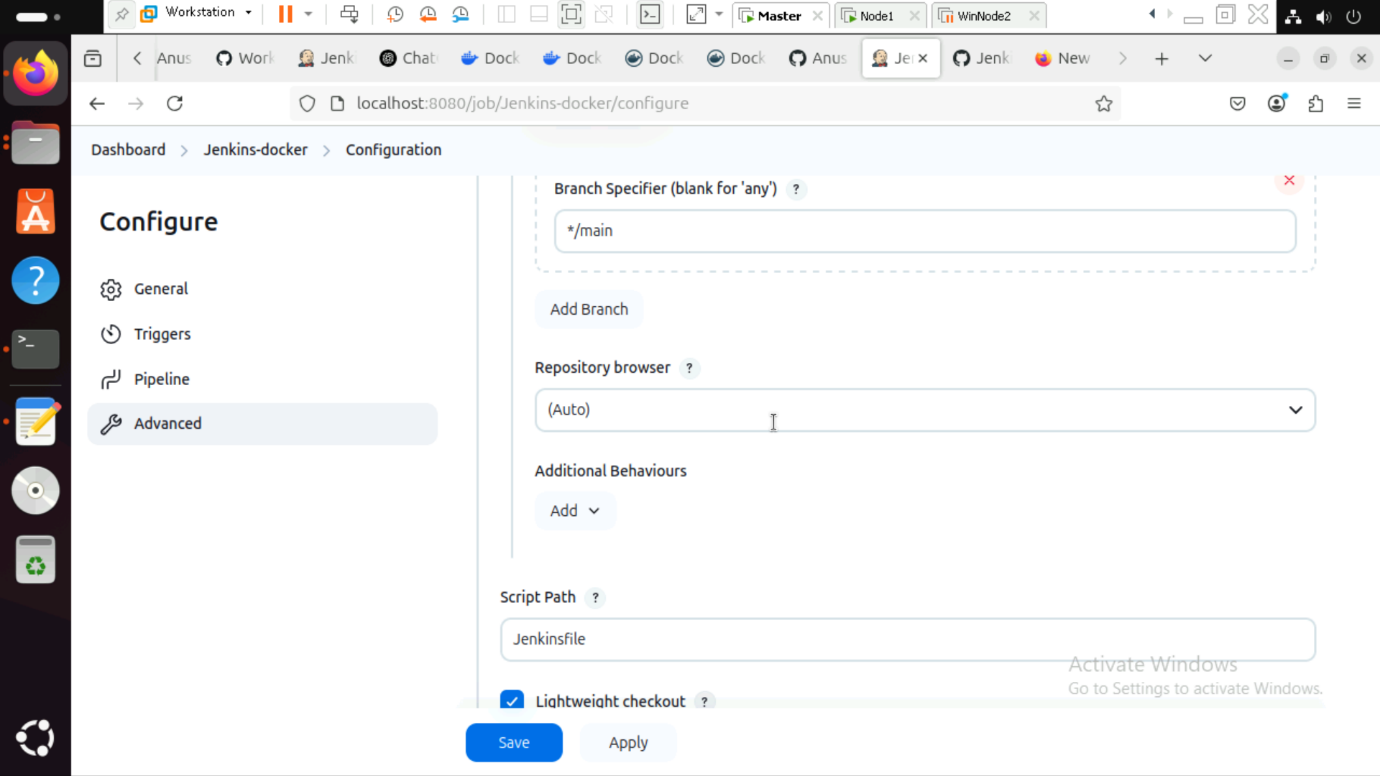 Workstation
Master
Node1
WinNode2
Anus
Work
Jenki
Chat
Dock
Dock
Dock
Dock
Anus
Jer
Jenki
New
localhost:8080/job/Jenkins-docker/configure
Dashboard > Jenkins-docker > Configuration
Configure
General
Triggers
Pipeline
Advanced
Branch Specifier (blank for 'any') ?
*/main
Add Branch
Repository browser ?
(Auto)
Additional Behaviours
Add
Script Path ?
Jenkinsfile
Lightweight checkout ?
Save
Apply
Activate Windows
Go to Settings to activate Windows.